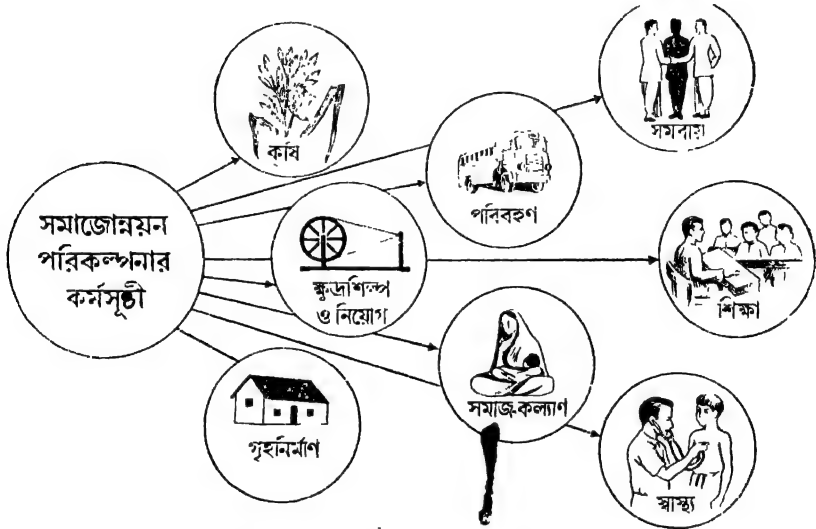 সমাজোন্নয়ন
পরিকল্পনার
কর্মসূচী
কৃষি
পরিবহণ
সমবায়
ক্ষুদ্রশিল্প
ও নিয়োগ
শিক্ষা
সমাজ-কল্যাণ
গৃহনির্মাণ
স্বাস্থ্য